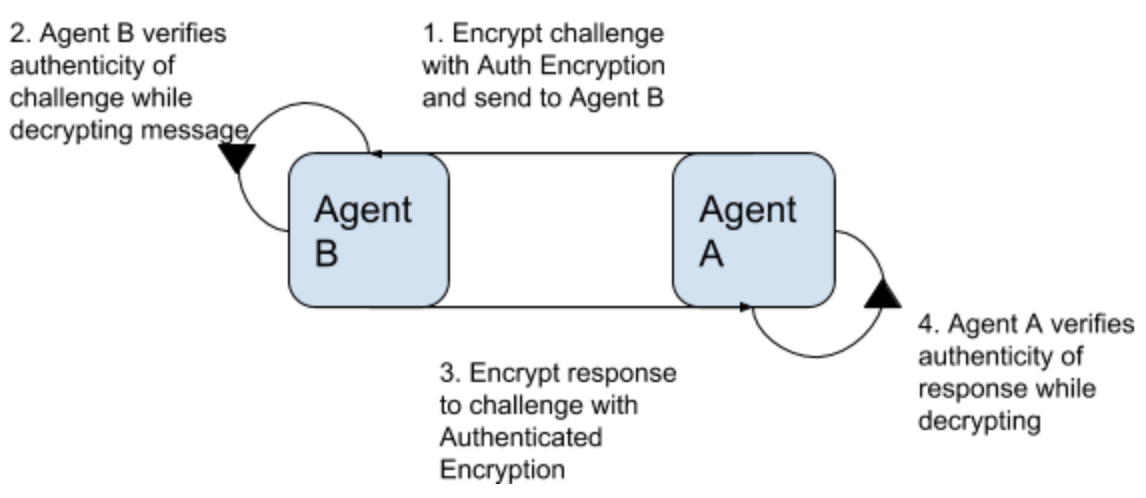 2. Agent B verifies
authenticity of
challenge while
decrypting message
1. Encrypt challenge
with Auth Encryption
and send to Agent B
Agent
B
Agent
A
3. Encrypt response
to challenge with
Authenticated
Encryption
4. Agent A verifies
authenticity of
response while
decrypting